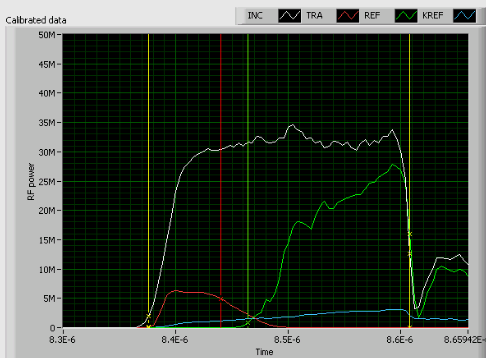 INC TRA REF KREF
Calibrated data
50M
45M
40M
35M
30M
25M
20M
15M
10M
5M
0
RF power
8.3E-6 8.4E-6 8.5E-6 8.6E-6 8.65942E-
Time